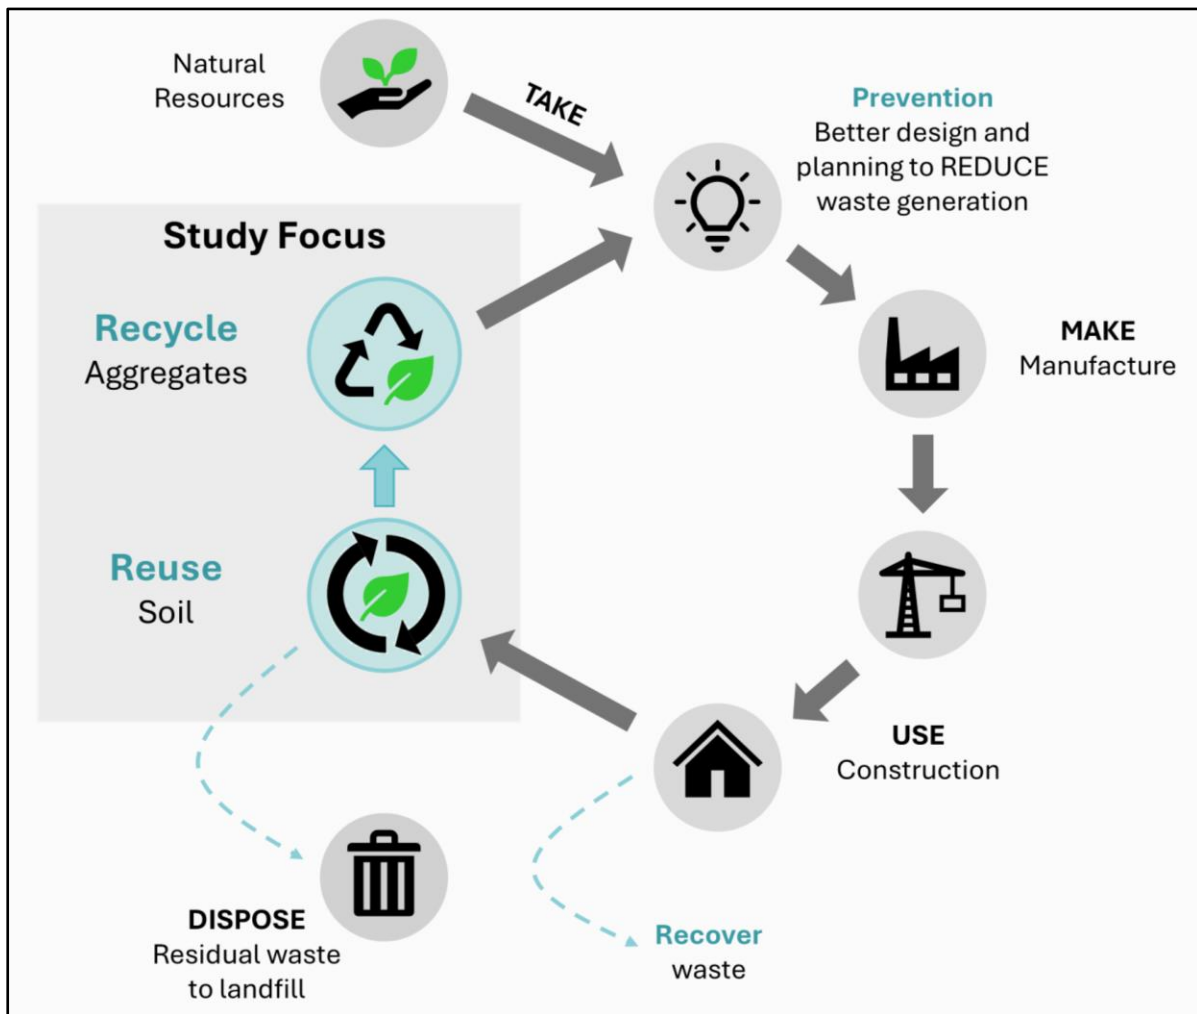 Natural
Resources
TAKE
Prevention
Better design and
planning to REDUCE
waste generation
Study Focus
Recycle
Aggregates
MAKE
Manufacture
Reuse
Soil
USE
Construction
DISPOSE
Residual waste
to landfill
Recover
waste